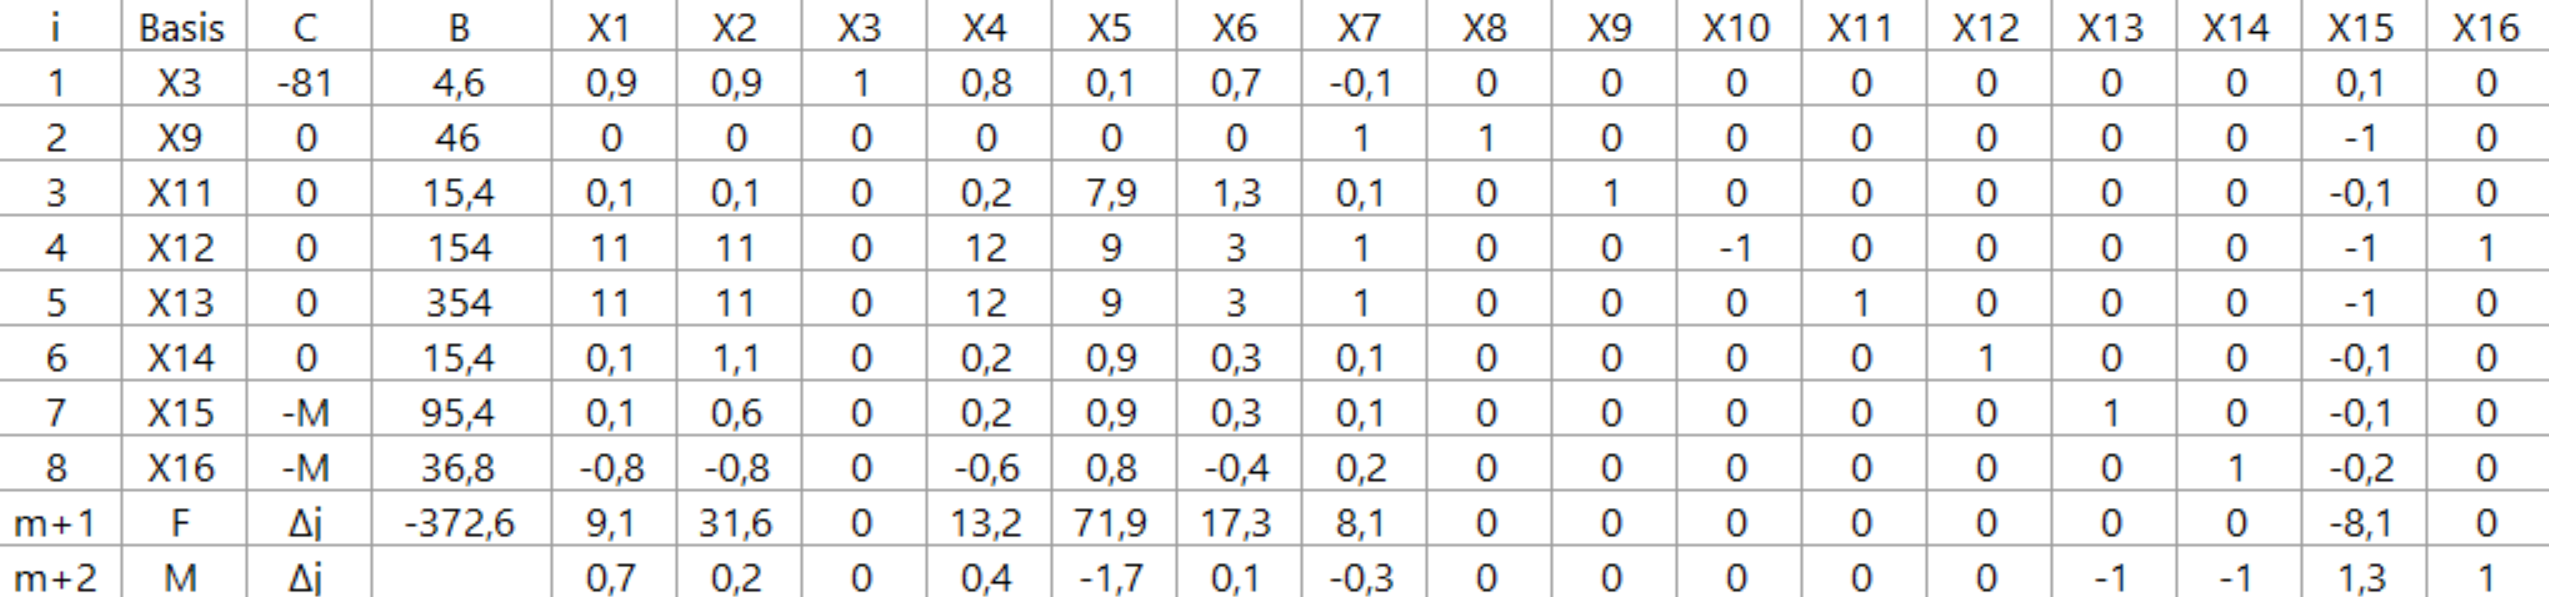 i Basis C B X1 X2 X3 X4 X5 X6 X7 X8 X9 X10 X11 X12 X13 X14 X15 X16
1 X3 -81 4,6 0,9 0,9 1 0,8 0,1 0,7 -0,1 0 0 0 0 0 0 0 0,1 0
2 X9 0 46 0 0 0 0 0 0 1 1 0 0 0 0 0 0 -1 0
3 X11 0 15,4 0,1 0,1 0 0,2 7,9 1,3 0,1 0 1 0 0 0 0 0 -0,1 0
4 X12 0 154 11 11 0 12 9 3 1 0 0 -1 0 0 0 0 -1 1
5 X13 0 354 11 11 0 12 9 3 1 0 0 0 1 0 0 0 -1 0
6 X14 0 15,4 0,1 1,1 0 0,2 0,9 0,3 0,1 0 0 0 0 1 0 0 -0,1 0
7 X15 -M 95,4 0,1 0,6 0 0,2 0,9 0,3 0,1 0 0 0 0 0 1 0 -0,1 0
8 X16 -M 36,8 -0,8 -0,8 0 -0,6 0,8 -0,4 0,2 0 0 0 0 0 0 1 -0,2 0
m+1 F Δj -372,6 9,1 31,6 0 13,2 71,9 17,3 8,1 0 0 0 0 0 0 0 -8,1 0
m+2 M Δj 0,7 0,2 0 0,4 -1,7 0,1 -0,3 0 0 0 0 0 -1 -1 1,3 1